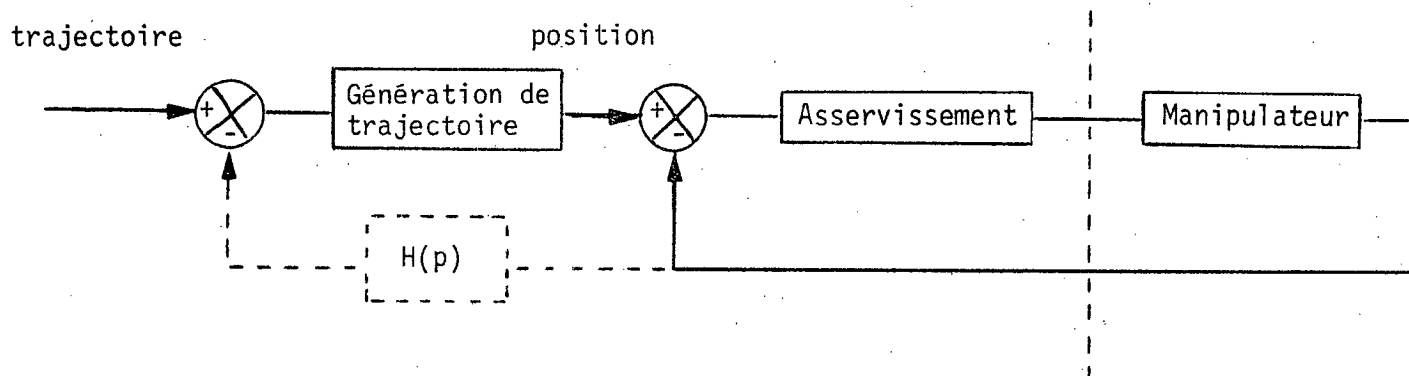 trajectoire
position
+
-
Génération de
trajectoire
+
-
Asservissement
Manipulateur
H(p)